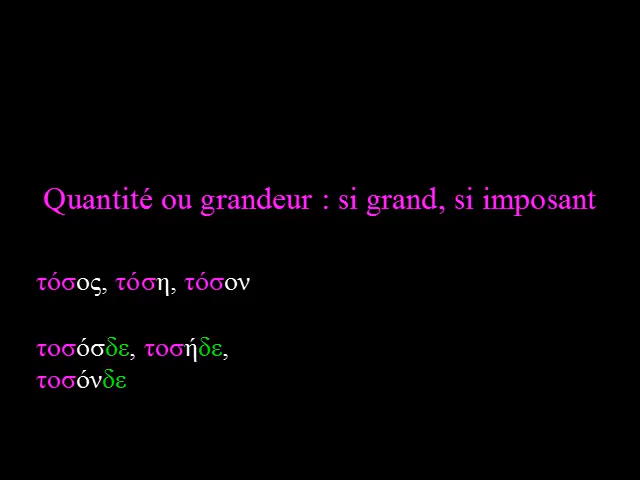 Quantité ou grandeur : si grand, si imposant
τόσος, τόση, τόσον
τοσόσδε, τοσήδε,
τοσόνδε